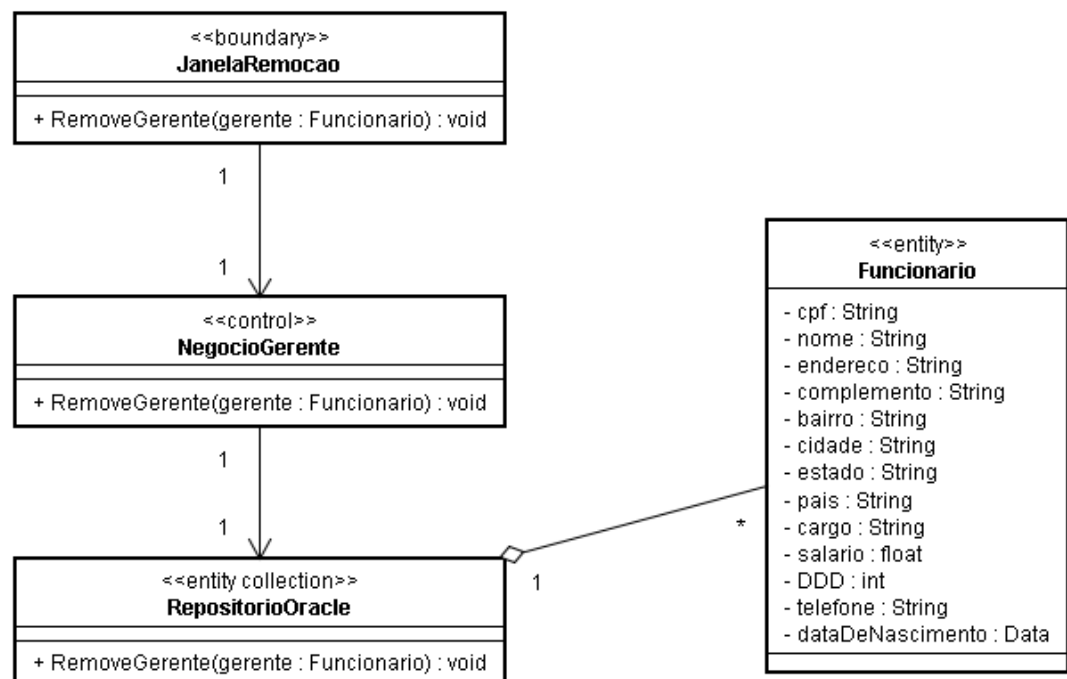 <<boundary>>
JanelaRemocao
+ RemoveGerente(gerente : Funcionario) : void
1
1
<<control>>
NegocioGerente
+ RemoveGerente(gerente : Funcionario) : void
1
1
<<entity collection>>
RepositorioOracle
+ RemoveGerente(gerente : Funcionario) : void
1
*
<<entity>>
Funcionario
- cpf : String
- nome : String
- endereco : String
- complemento : String
- bairro : String
- cidade : String
- estado : String
- pais : String
- cargo : String
- salario : float
- DDD : int
- telefone : String
- dataDeNascimento : Data